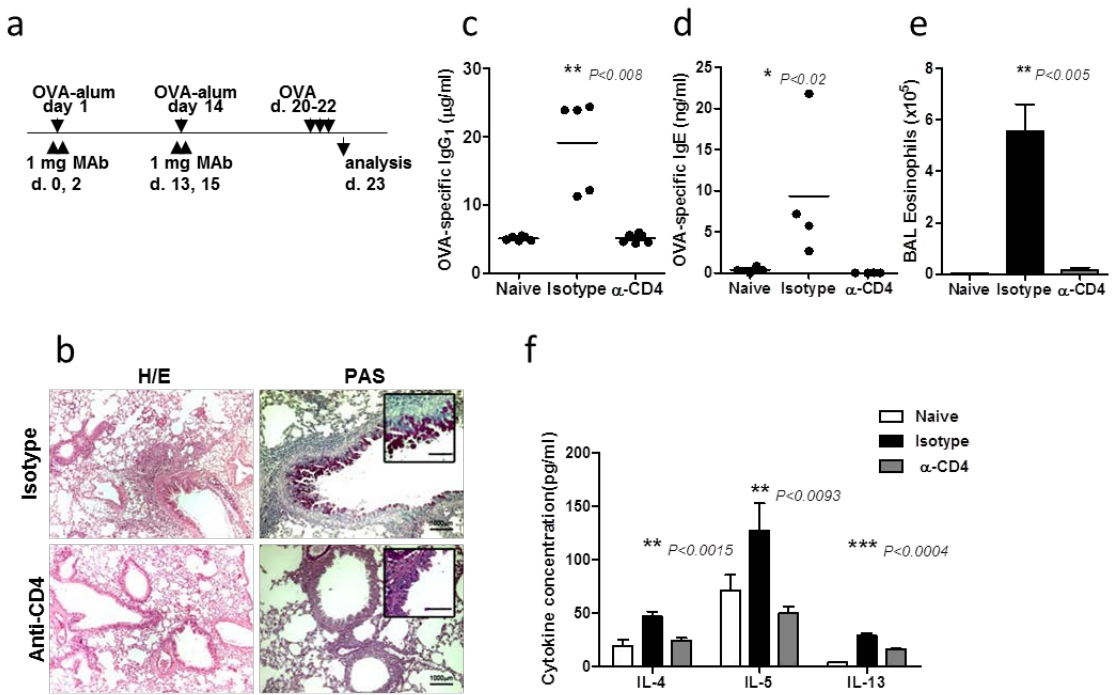 a
OVA-alum
day 1
OVA-alum
day 14
OVA
d. 20-22
1 mg MAb
d. 0, 2
1 mg MAb
d. 13, 15
analysis
d. 23
c
OVA-specific IgG1 (µg/ml)
30
20
10
0
** P<0.008
Naive Isotype α-CD4
d
OVA-specific IgE (ng/ml)
25
20
15
10
5
0
* P<0.02
Naive Isotype α-CD4
e
BAL Eosinophils (x10⁵)
8
6
4
2
0
** P<0.005
Naive Isotype α-CD4
b
H/E PAS
Isotype
Anti-CD4
1000µm
1000µm
f
Naive
Isotype
α-CD4
Cytokine concentration(pg/ml)
200
150
100
50
0
** P<0.0015
** P<0.0093
*** P<0.0004
IL-4 IL-5 IL-13